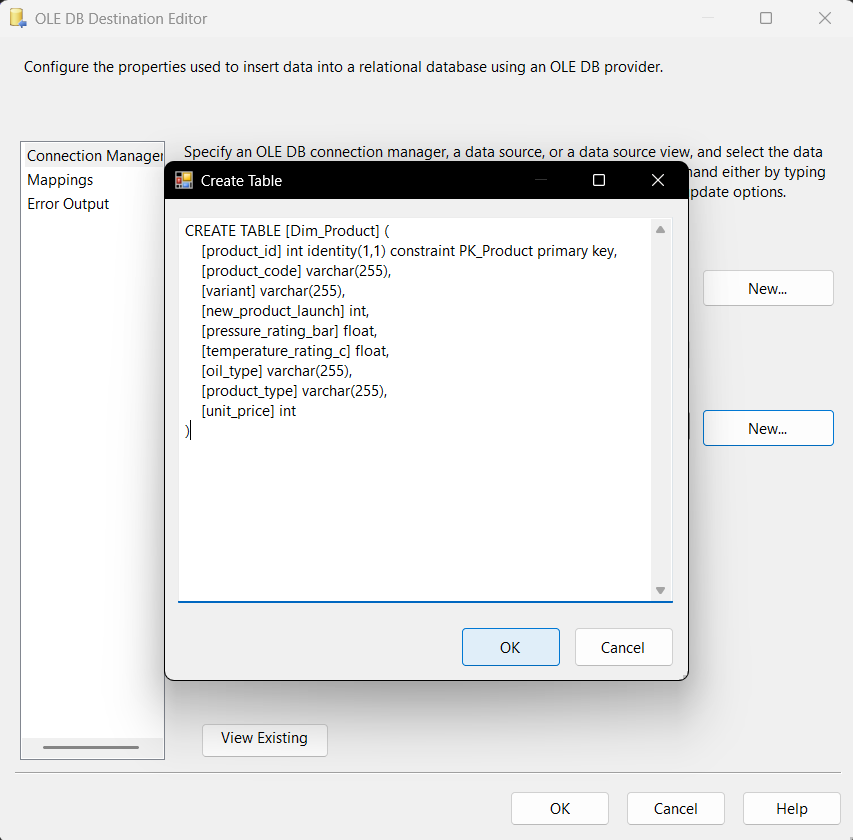 OLE DB Destination Editor
Configure the properties used to insert data into a relational database using an OLE DB provider.
Connection Manager
Mappings
Error Output
Specify an OLE DB connection manager, a data source, or a data source view, and select the data
either by typing
update options.
Create Table
CREATE TABLE [Dim_Product] (
[product_id] int identity(1,1) constraint PK_Product primary key,
[product_code] varchar(255),
[variant] varchar(255),
[new_product_launch] int,
[pressure_rating_bar] float,
[temperature_rating_c] float,
[oil_type] varchar(255),
[product_type] varchar(255),
[unit_price] int
)
New...
New...
OK
Cancel
View Existing
OK
Cancel
Help